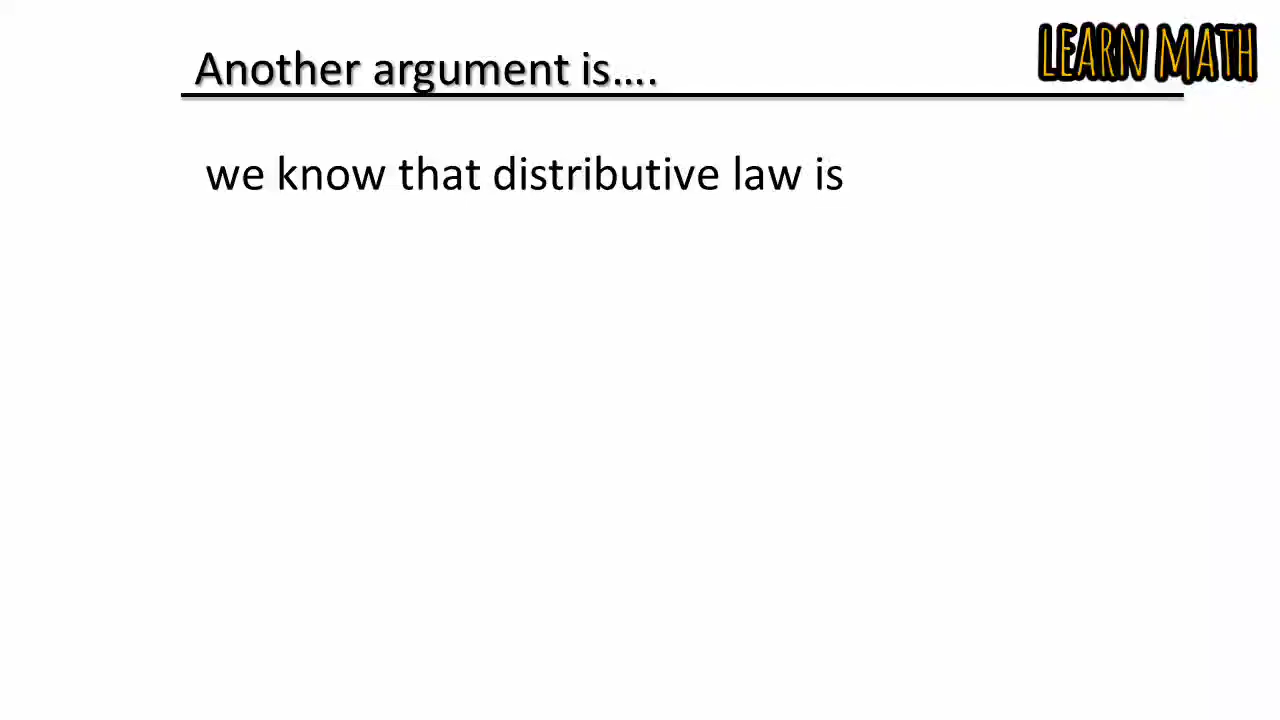 Another argument is....
LEARN MATH
we know that distributive law is